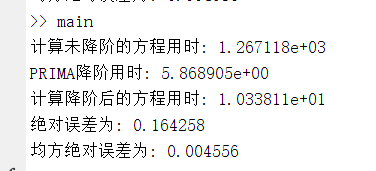 >> main
计算未降阶的方程用时: 1.267118e+03
PRIMA降阶用时: 5.868905e+00
计算降阶后的方程用时: 1.033811e+01
绝对误差为: 0.164258
均方绝对误差为: 0.004556